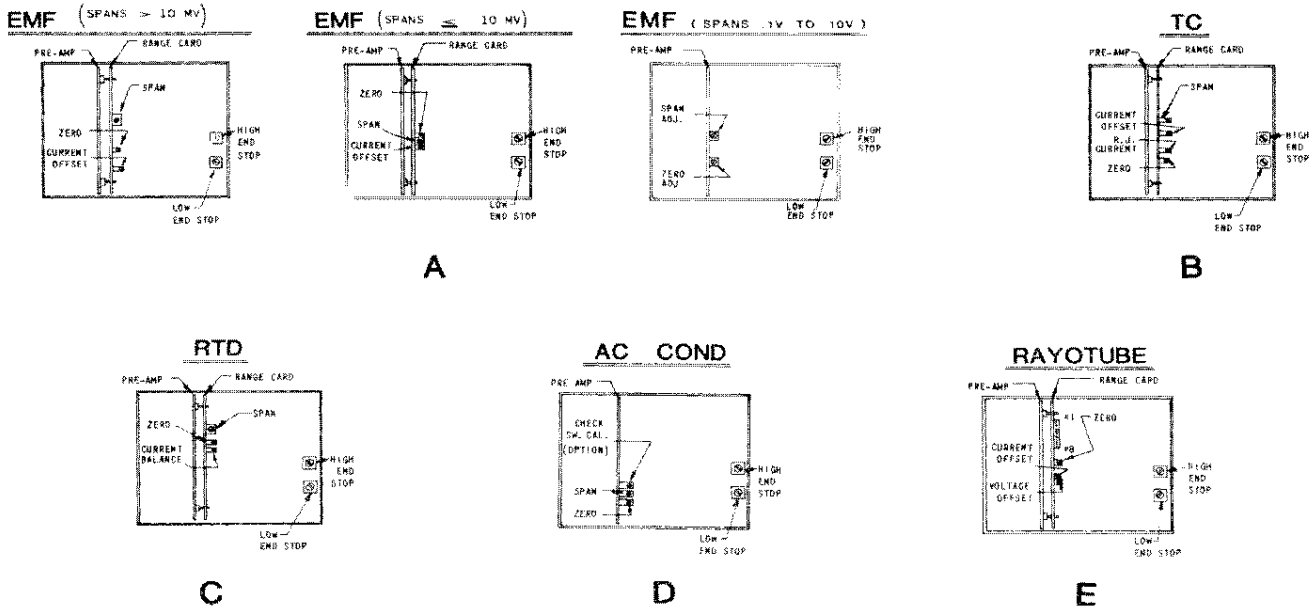 EMF (SPANS > 10 MV)
PRE-AMP
RANGE CARD
SPAN
ZERO
CURRENT
OFFSET
HIGH
END
STOP
LOW
END STOP
EMF (SPANS ≤ 10 MV)
PRE-AMP
RANGE CARD
ZERO
SPAN
CURRENT
OFFSET
HIGH
END
STOP
LOW
END STOP
EMF (SPANS .1V TO 10V)
PRE-AMP
SPAN
ADJ.
ZERO
ADJ
HIGH
END
STOP
LOW
END STOP
A
TC
PRE-AMP
RANGE CARD
SPAN
CURRENT
OFFSET
R.J.
CURRENT
ZERO
HIGH
END
STOP
LOW
END STOP
B
RTD
PRE-AMP
RANGE CARD
SPAN
ZERO
CURRENT
BALANCE
HIGH
END
STOP
LOW
END STOP
C
AC COND
PRE AMP
CHECK
SW. CAL.
(OPTION)
SPAN
ZERO
HIGH
END
STOP
LOW
END STOP
D
RAYOTUBE
PRE-AMP
RANGE CARD
#1
ZERO
#8
CURRENT
OFFSET
VOLTAGE
OFFSET
HIGH
END
STOP
LOW
END STOP
E